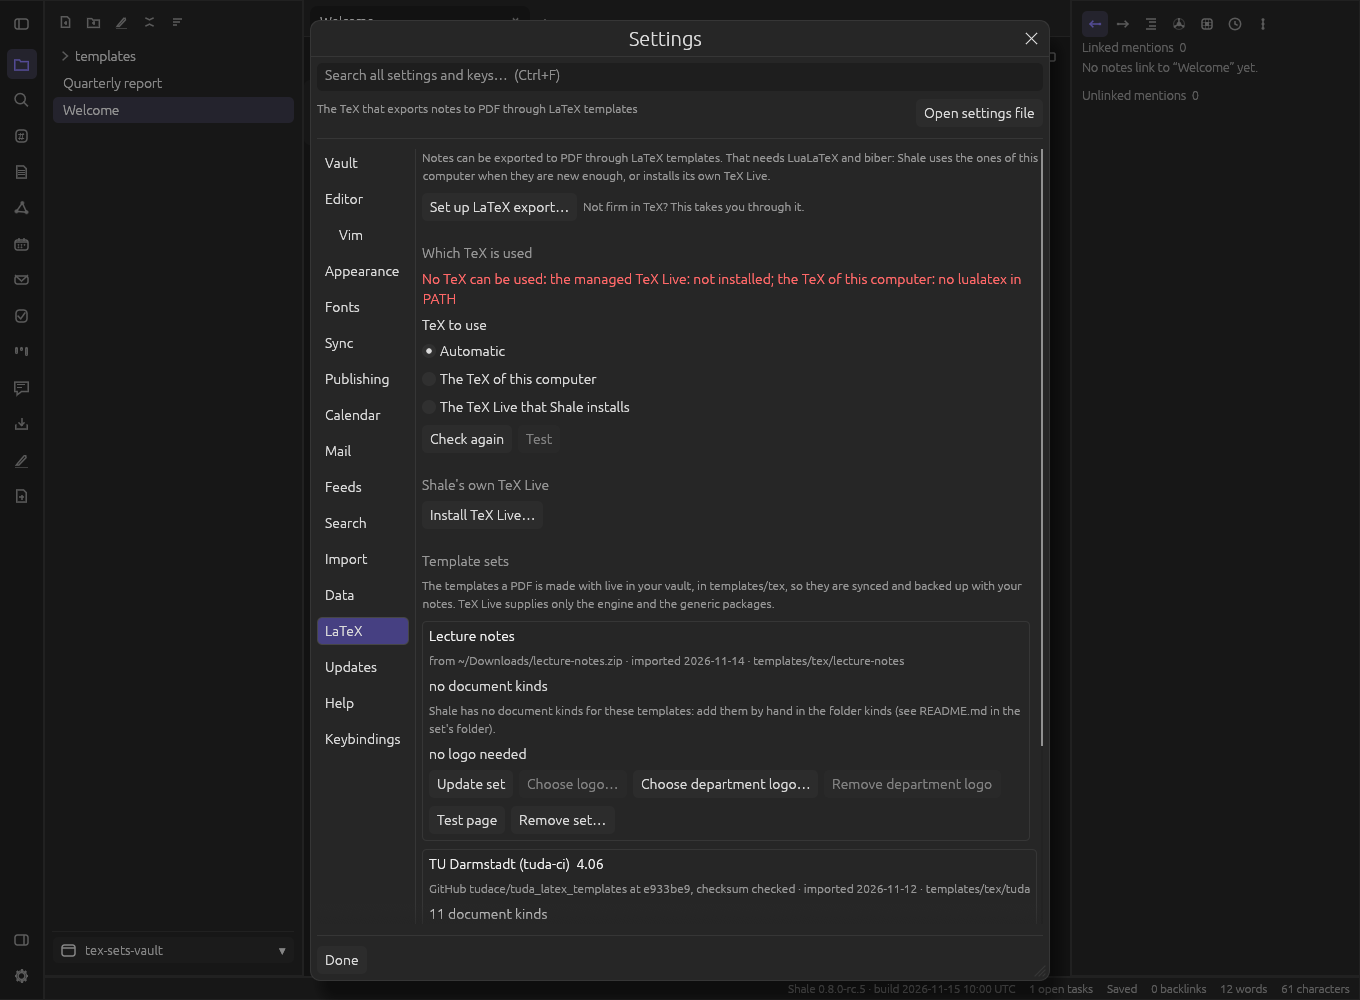 Welcome
templates
Quarterly report
Welcome
tex-sets-vault
Settings
Search all settings and keys… (Ctrl+F)
The TeX that exports notes to PDF through LaTeX templates
Open settings file
Vault
Editor
Vim
Appearance
Fonts
Sync
Publishing
Calendar
Mail
Feeds
Search
Import
Data
LaTeX
Updates
Help
Keybindings
Notes can be exported to PDF through LaTeX templates. That needs LuaLaTeX and biber: Shale uses the ones of this
computer when they are new enough, or installs its own TeX Live.
Set up LaTeX export…
Not firm in TeX? This takes you through it.
Which TeX is used
No TeX can be used: the managed TeX Live: not installed; the TeX of this computer: no lualatex in
PATH
TeX to use
Automatic
The TeX of this computer
The TeX Live that Shale installs
Check again
Test
Shale's own TeX Live
Install TeX Live…
Template sets
The templates a PDF is made with live in your vault, in templates/tex, so they are synced and backed up with your
notes. TeX Live supplies only the engine and the generic packages.
Lecture notes
from ~/Downloads/lecture-notes.zip · imported 2026-11-14 · templates/tex/lecture-notes
no document kinds
Shale has no document kinds for these templates: add them by hand in the folder kinds (see README.md in the
set's folder).
no logo needed
Update set
Choose logo…
Choose department logo…
Remove department logo
Test page
Remove set…
TU Darmstadt (tuda-ci) 4.06
GitHub tudace/tuda_latex_templates at e933be9, checksum checked · imported 2026-11-12 · templates/tex/tuda
11 document kinds
Done
Linked mentions 0
No notes link to “Welcome” yet.
Unlinked mentions 0
Shale 0.8.0-rc.5 · build 2026-11-15 10:00 UTC
1 open tasks
Saved
0 backlinks
12 words
61 characters